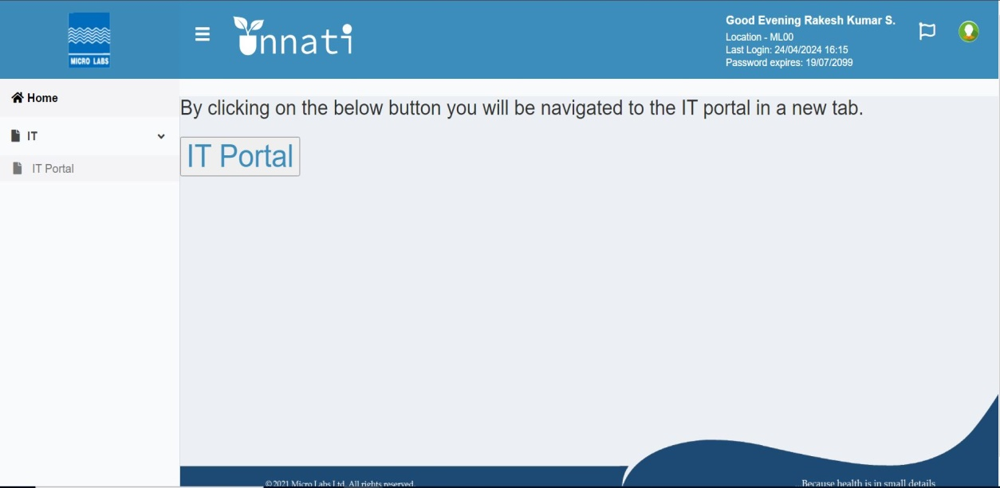 MICRO LABS
unnati
Good Evening Rakesh Kumar S.
Location - ML00
Last Login: 24/04/2024 16:15
Password expires: 19/07/2099
Home
IT
IT Portal
By clicking on the below button you will be navigated to the IT portal in a new tab.
IT Portal
©2021 Micro Labs Ltd, All rights reserved.
...Because health is in small details